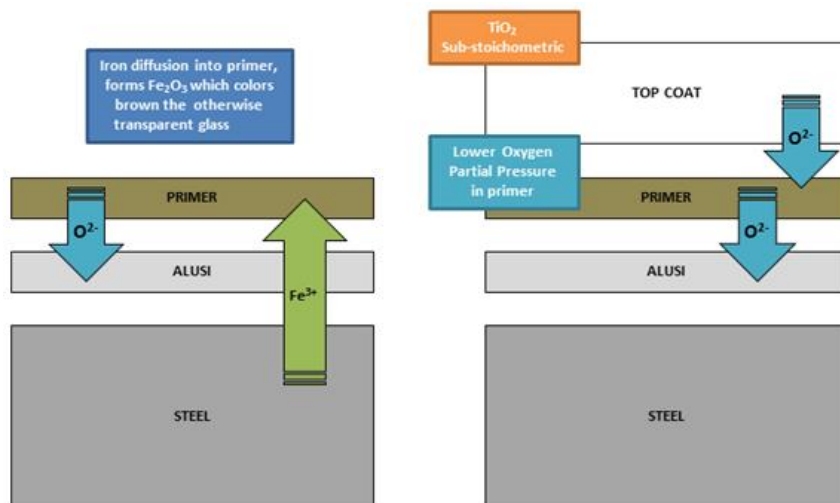 Iron diffusion into primer,
forms Fe₂O₃ which colors
brown the otherwise
transparent glass
PRIMER
O²⁻
ALUSI
Fe³⁺
STEEL
TiO₂
Sub-stoichometric
TOP COAT
O²⁻
Lower Oxygen
Partial Pressure
in primer
PRIMER
O²⁻
ALUSI
STEEL